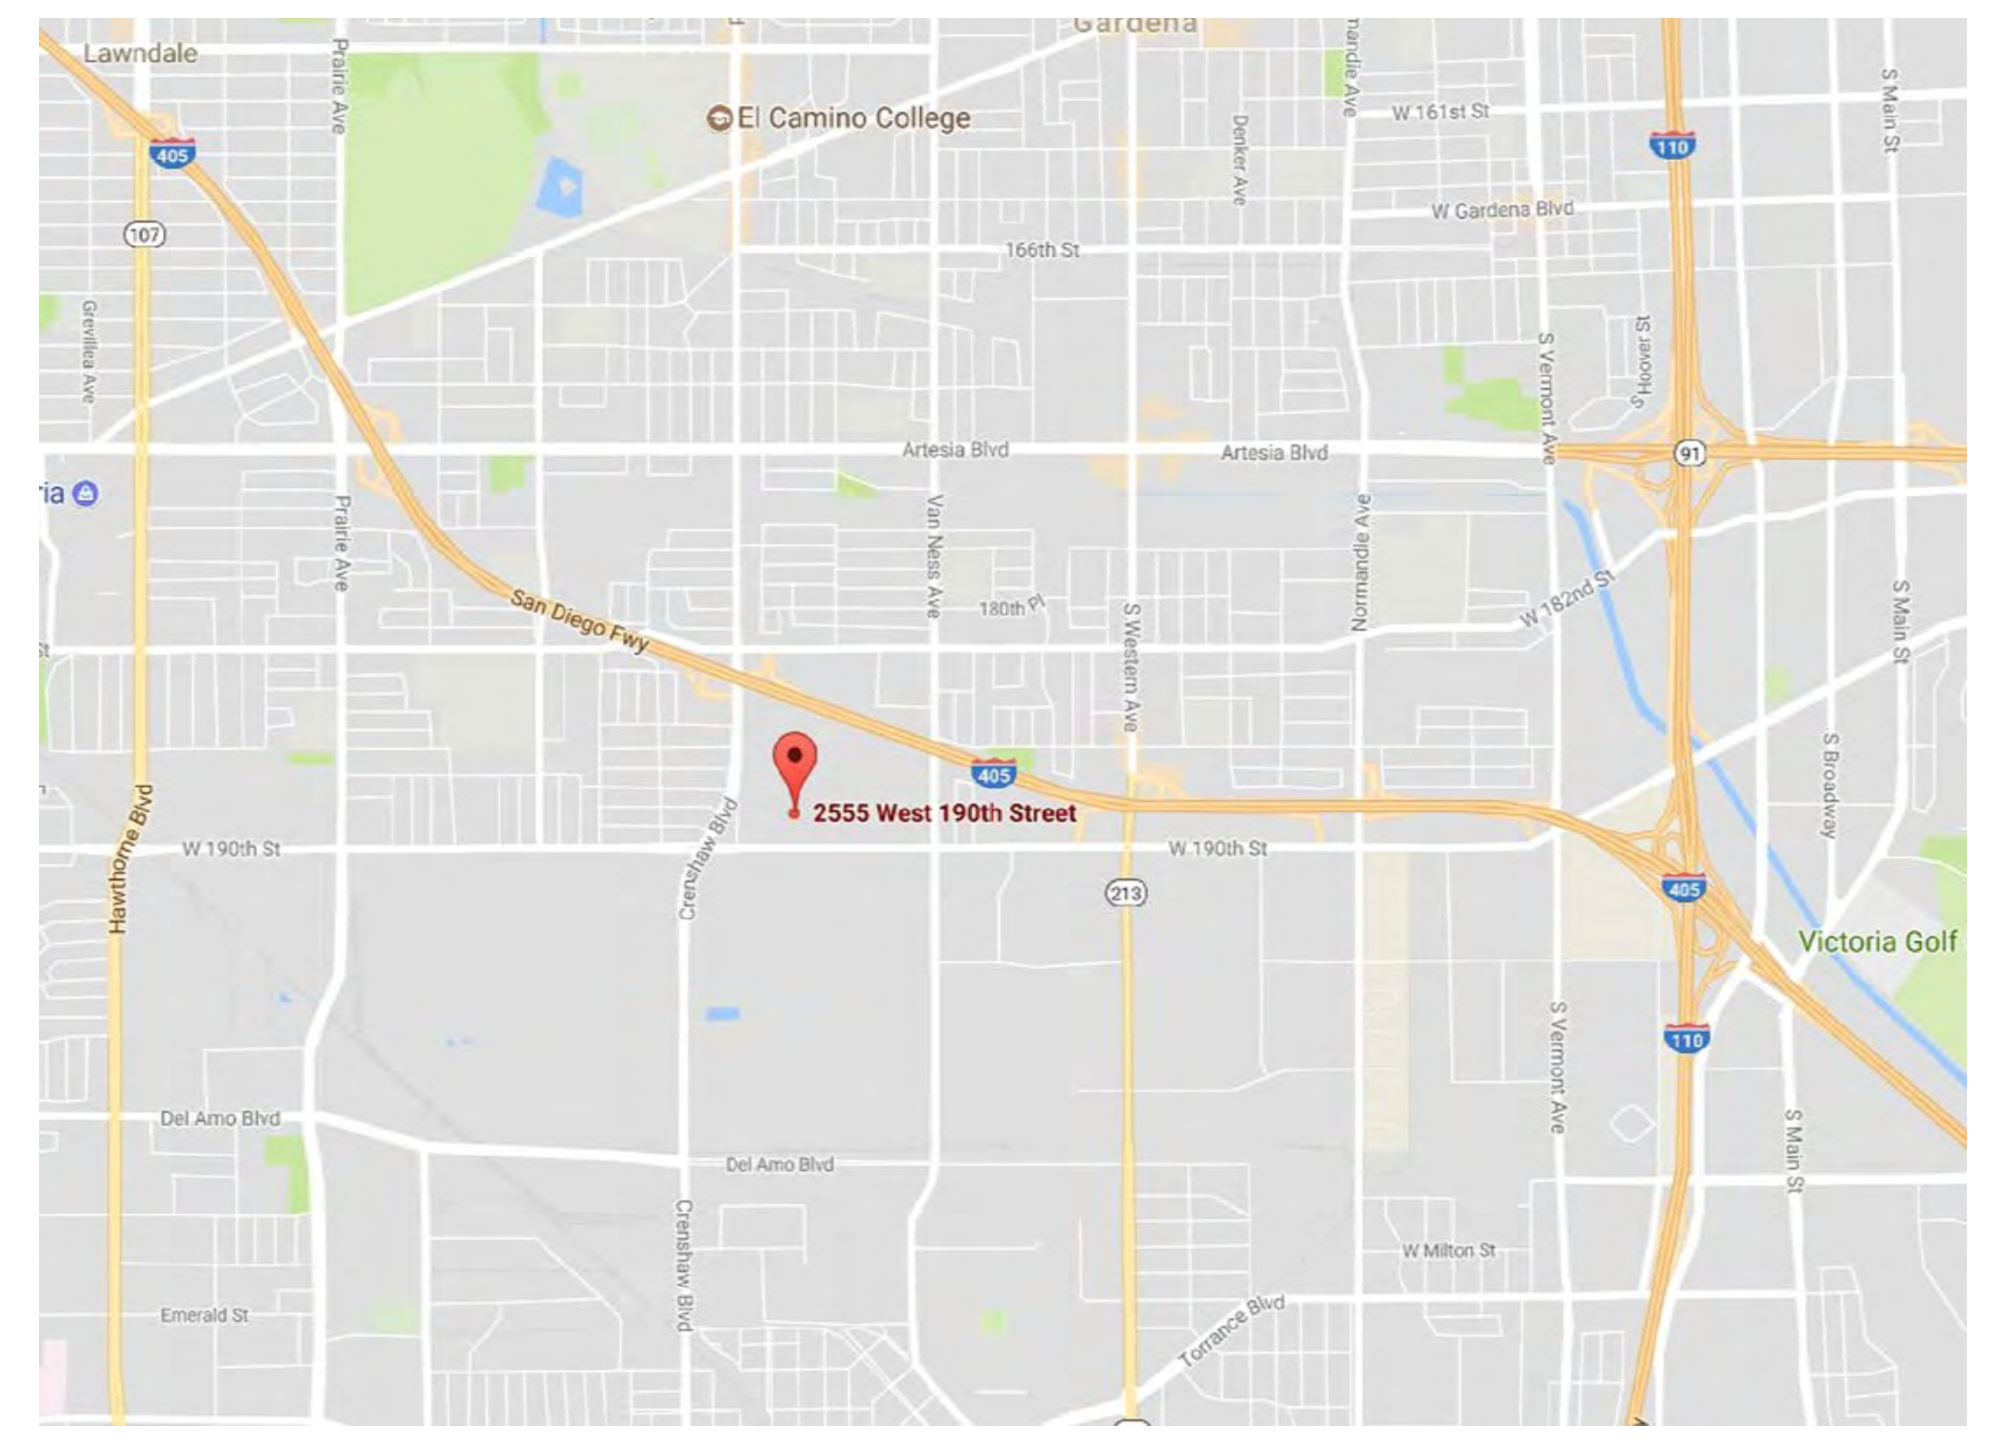 Gardena
Lawndale
Prairie Ave
El Camino College
Denker Ave
mandie Ave
W 161st St
S Main St
405
110
107
W Gardena Blvd
166th St
Grevillea Ave
S Vermont Ave
S Hoover St
Artesia Blvd
Artesia Blvd
91
ria
Prairie Ave
Van Ness Ave
Normandie Ave
San Diego Fwy
180th Pl
W 182nd St
S Western Ave
S Main St
St
405
S Broadway
2555 West 190th Street
Hawthorne Blvd
W 190th St
Crenshaw Blvd
W 190th St
213
405
Victoria Golf
S Vermont Ave
110
Del Amo Blvd
Del Amo Blvd
S Main St
Crenshaw Blvd
W Milton St
Emerald St
Torrance Blvd